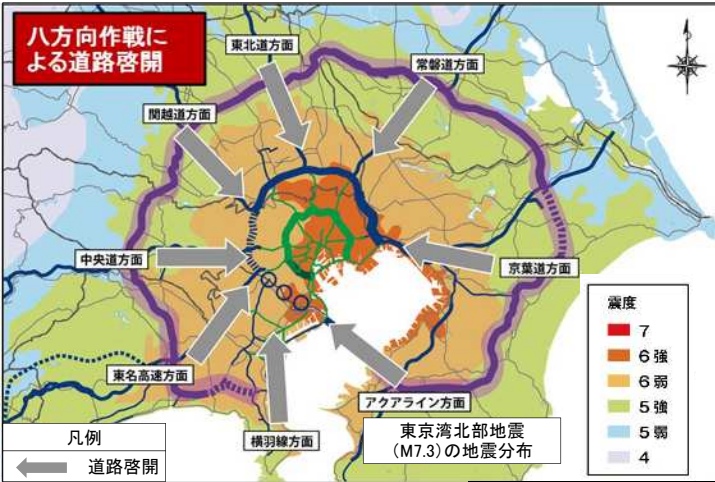 八方向作戦に
よる道路啓開
東北道方面
常磐道方面
関越道方面
中央道方面
京葉道方面
東名高速方面
アクアライン方面
横羽線方面
震度
7
6強
6弱
5強
5弱
4
東京湾北部地震
(M7.3)の地震分布
凡例
道路啓開